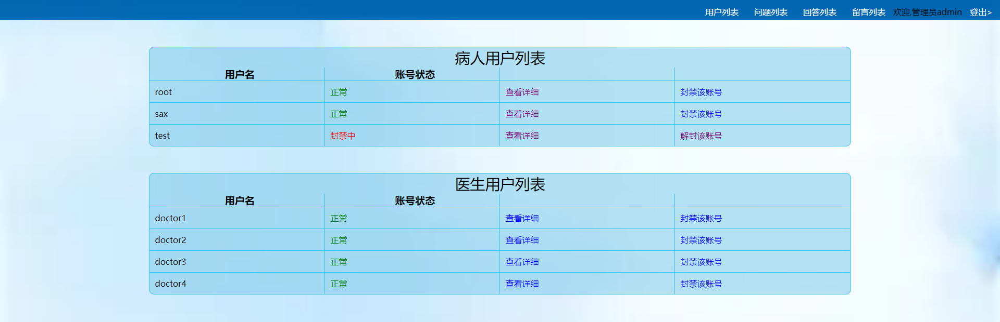 用户列表 问题列表 回答列表 留言列表 欢迎,管理员admin 登出>
病人用户列表
用户名 账号状态
root 正常 查看详细 封禁该账号
sax 正常 查看详细 封禁该账号
test 封禁中 查看详细 解封该账号
医生用户列表
用户名 账号状态
doctor1 正常 查看详细 封禁该账号
doctor2 正常 查看详细 封禁该账号
doctor3 正常 查看详细 封禁该账号
doctor4 正常 查看详细 封禁该账号